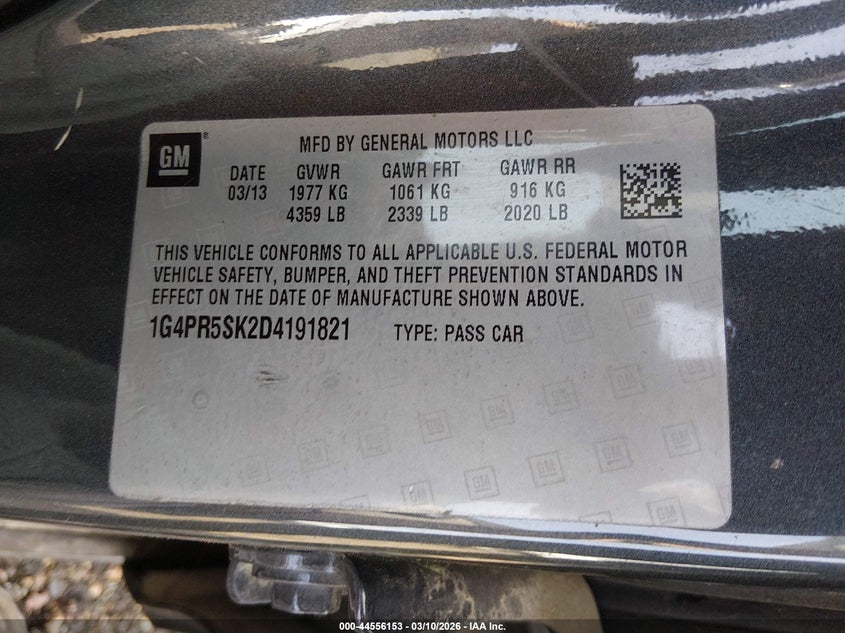 GM
MFD BY GENERAL MOTORS LLC
DATE GVWR GAWR FRT GAWR RR
03/13 1977 KG 1061 KG 916 KG
4359 LB 2339 LB 2020 LB
THIS VEHICLE CONFORMS TO ALL APPLICABLE U.S. FEDERAL MOTOR
VEHICLE SAFETY, BUMPER, AND THEFT PREVENTION STANDARDS IN
EFFECT ON THE DATE OF MANUFACTURE SHOWN ABOVE.
1G4PR5SK2D4191821 TYPE: PASS CAR
000-44556153 - 03/10/2026 - IAA Inc.